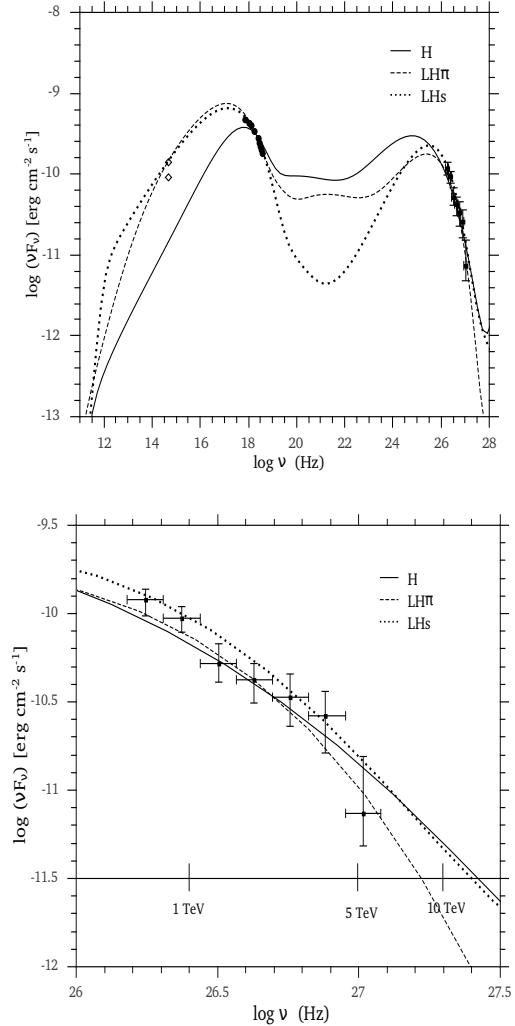 -8
H
LHπ
LHs
-9
-10
-11
-12
-13
log (νFν) [erg cm-2 s-1]
12 14 16 18 20 22 24 26 28
log ν (Hz)
-9.5
H
LHπ
LHs
-10
-10.5
-11
-11.5
-12
log (νFν) [erg cm-2 s-1]
1 TeV 5 TeV 10 TeV
26 26.5 27 27.5
log ν (Hz)